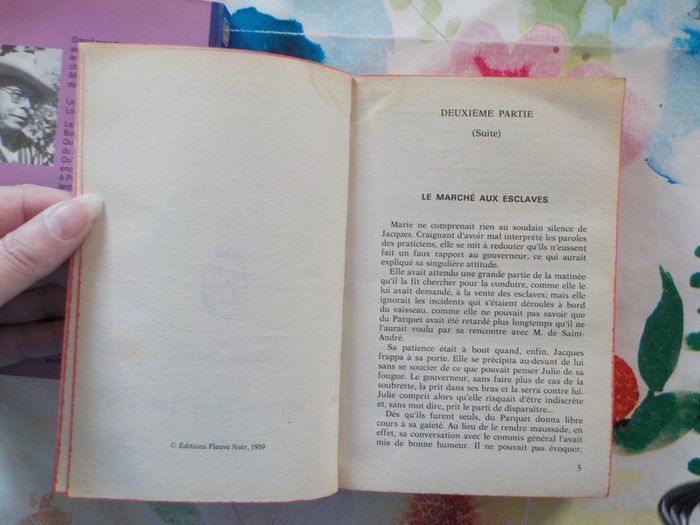 © Editions Fleuve Noir, 1959
DEUXIÈME PARTIE
(Suite)
LE MARCHÉ AUX ESCLAVES
Marie ne comprenait rien au soudain silence de
Jacques. Craignant d'avoir mal interprété les paroles
des praticiens, elle se mit à redouter qu'ils n'eussent
fait un faux rapport au gouverneur, ce qui aurait
expliqué sa singulière attitude.
Elle avait attendu une grande partie de la matinée
qu'il la fit chercher pour la conduire, comme elle le
lui avait demandé, à la vente des esclaves; mais elle
ignorait les incidents qui s'étaient déroulés à bord
du vaisseau, comme elle ne pouvait pas savoir que
du Parquet avait été retardé plus longtemps qu'il ne
l'aurait voulu par sa rencontre avec M. de Saint-
André.
Sa patience était à bout quand, enfin, Jacques
frappa à sa porte. Elle se précipita au-devant de lui
sans se soucier de ce que pouvait penser Julie de sa
fougue. Le gouverneur, sans faire plus de cas de la
soubrette, la prit dans ses bras et la serra contre lui.
Julie comprit alors qu'elle risquait d'être indiscrète
et, sans mot dire, prit le parti de disparaître...
Dès qu'ils furent seuls, du Parquet donna libre
cours à sa gaieté. Au lieu de le rendre maussade, en
effet, sa conversation avec le commis général l'avait
mis de bonne humeur. Il ne pouvait pas évoquer,
5